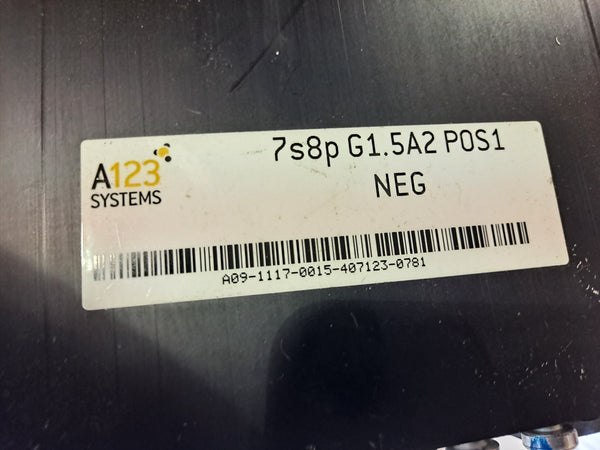 A123
SYSTEMS
7s8p G1.5A2 POS1
NEG
A09-1117-0015-407123-0781